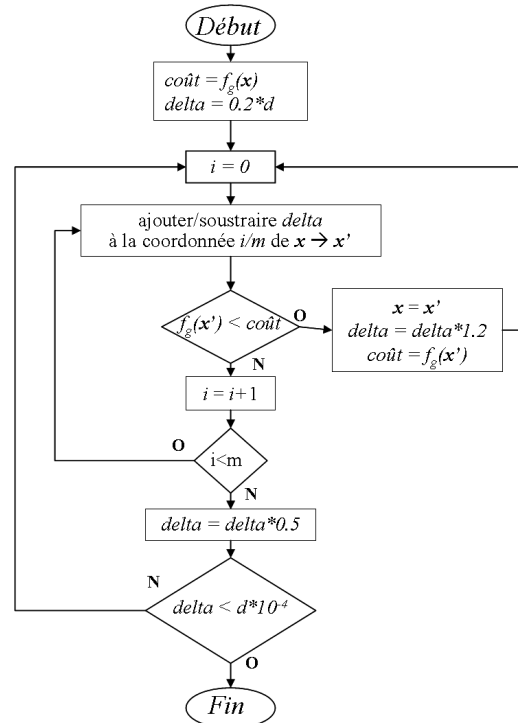 Début
coût = f_g(x)
delta = 0.2*d
i = 0
ajouter/soustraire delta
à la coordonnée i/m de x → x'
f_g(x') < coût
O
x = x'
delta = delta*1.2
coût = f_g(x')
N
i = i+1
O
i<m
N
delta = delta*0.5
N
delta < d*10⁻⁴
O
Fin